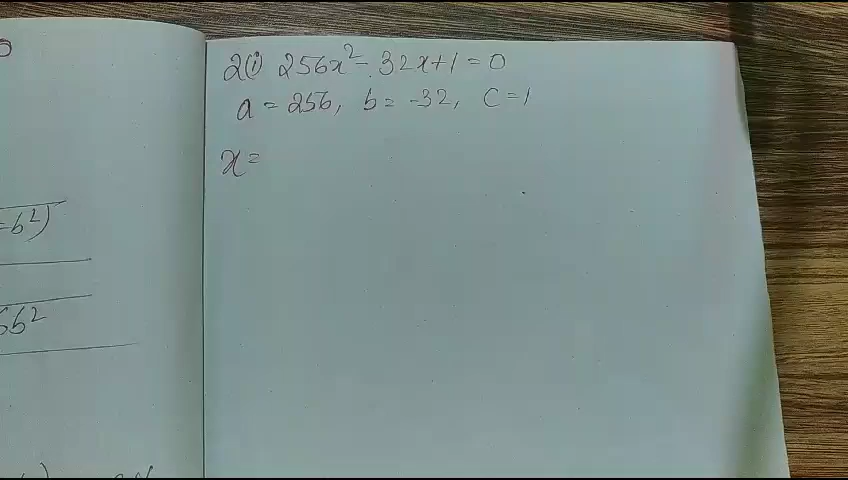 2(i) 256x² - 32x + 1 = 0
a = 256, b = -32, c = 1
x =
=b²)
6b²